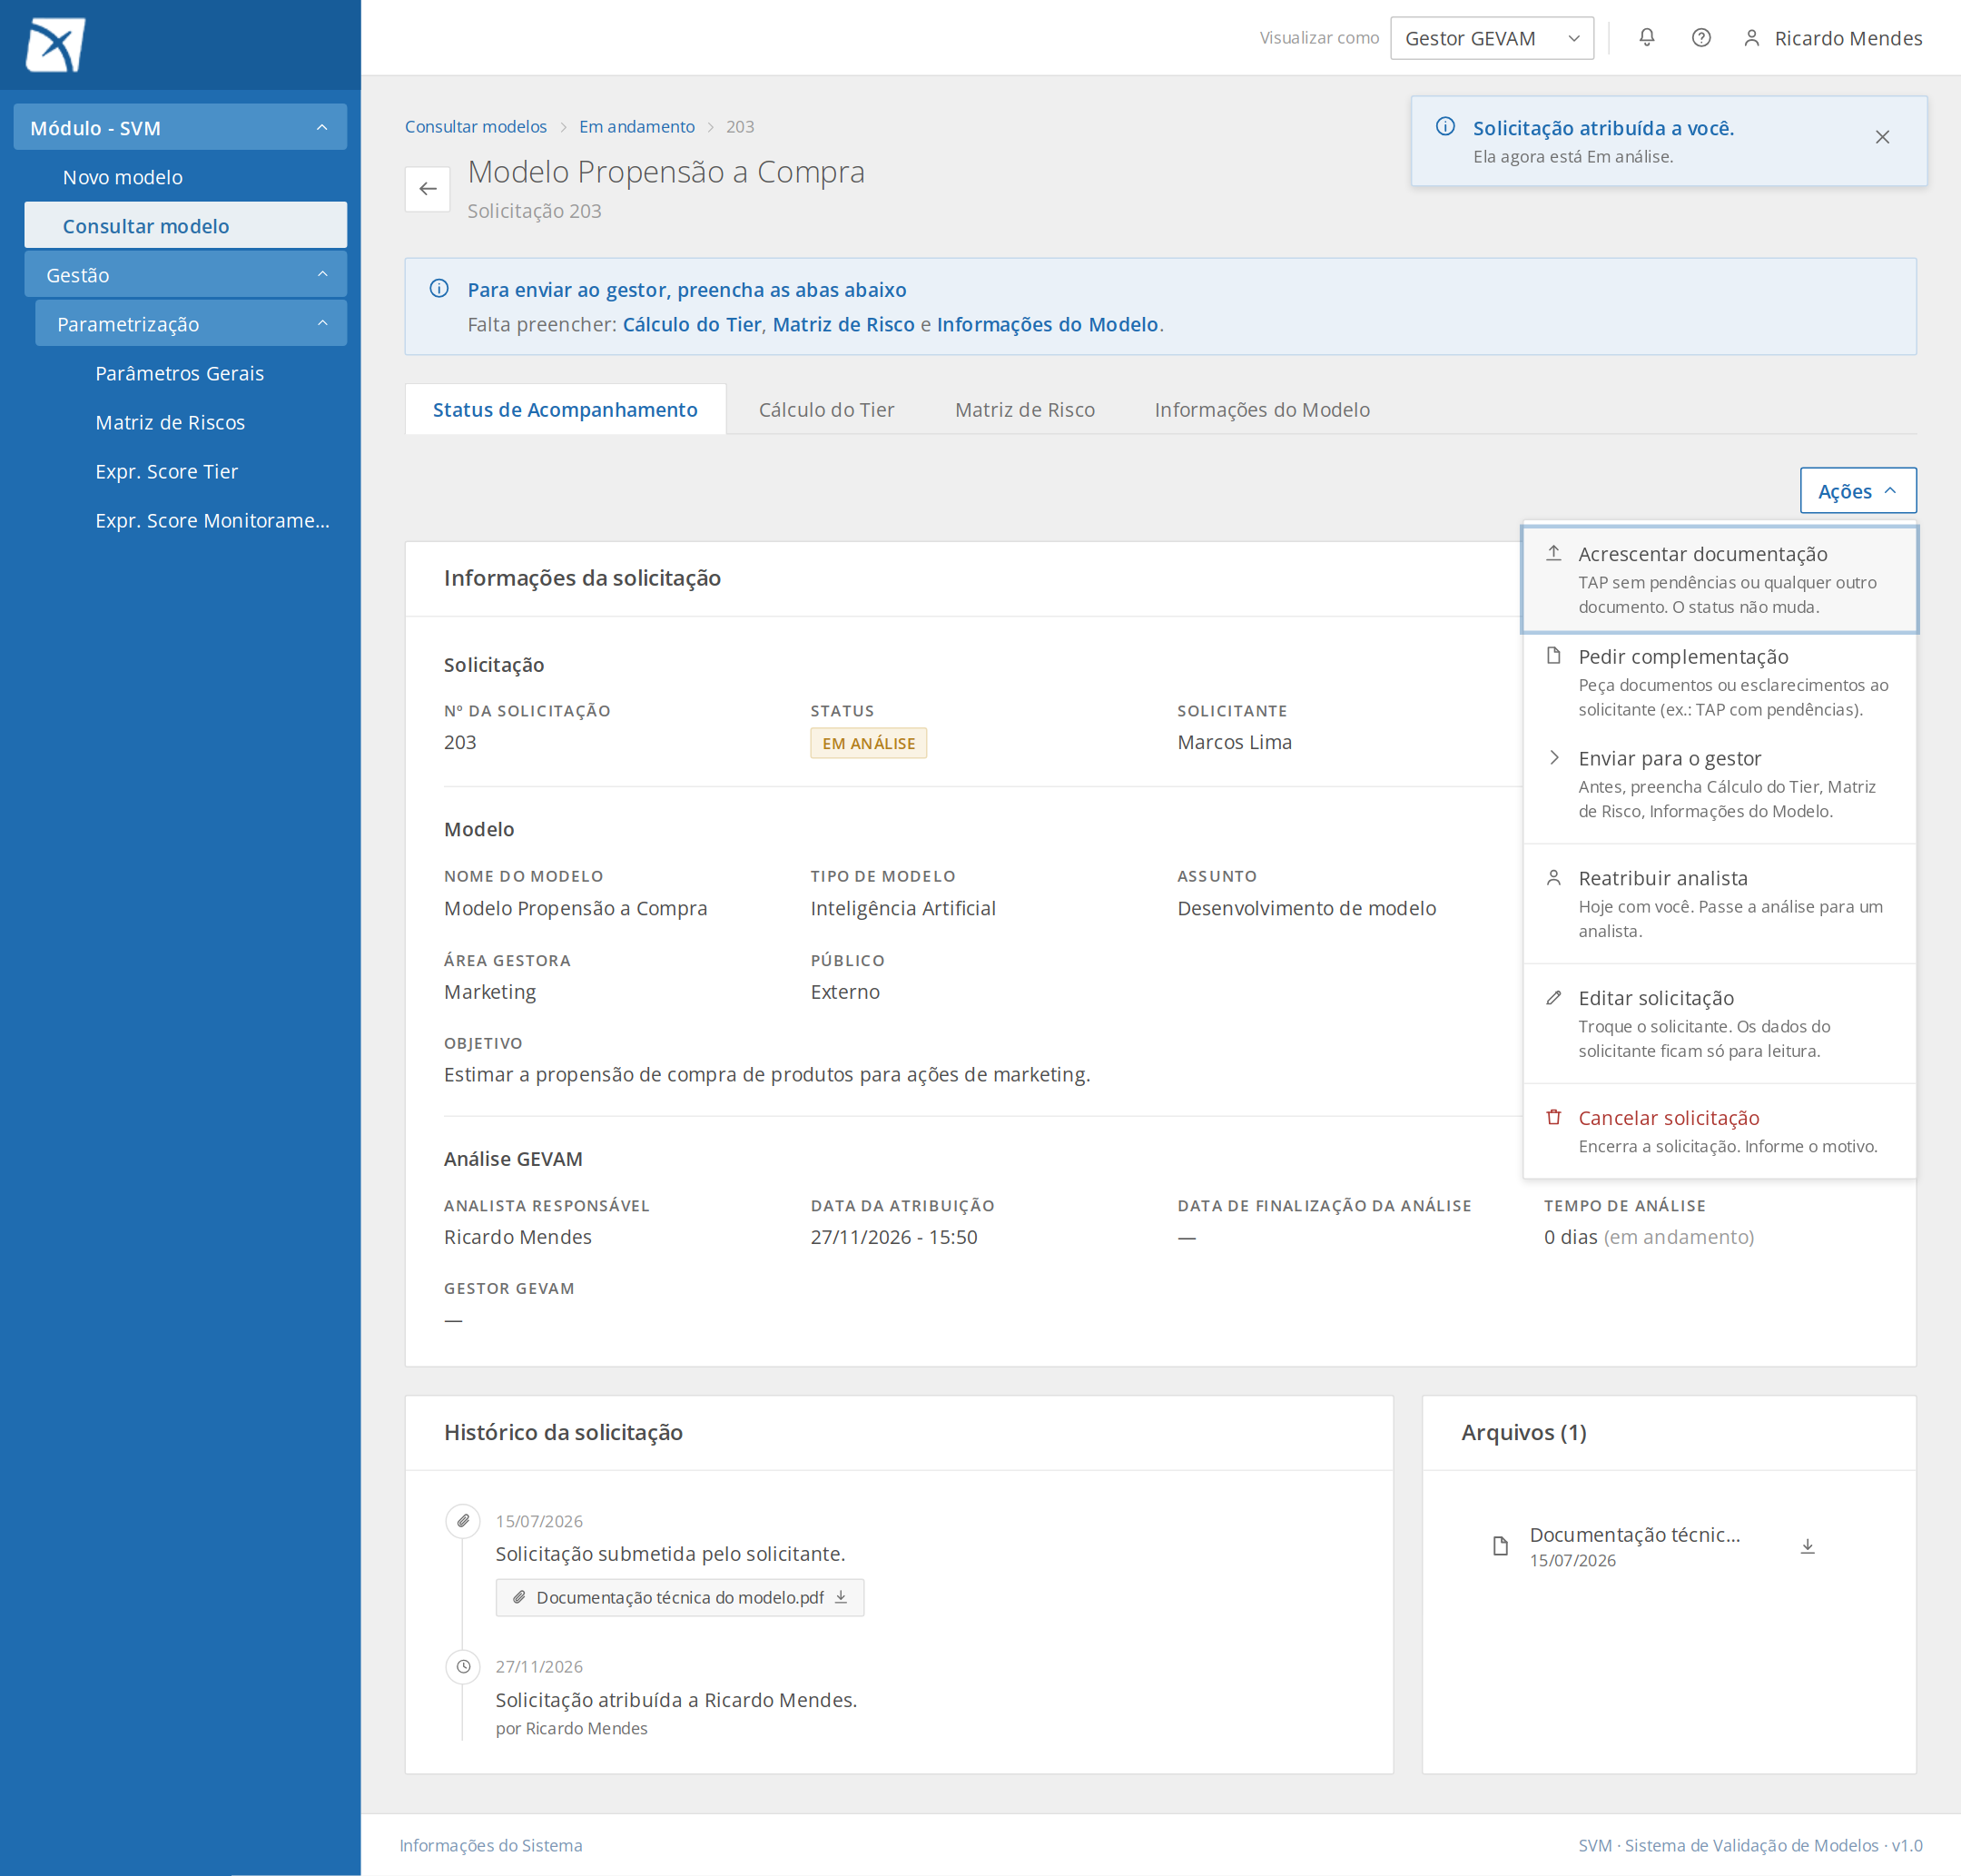 Visualizar como
Gestor GEVAM
Ricardo Mendes
Módulo - SVM
Novo modelo
Consultar modelo
Gestão
Parametrização
Parâmetros Gerais
Matriz de Riscos
Expr. Score Tier
Expr. Score Monitorame...
Consultar modelos
Em andamento
203
Modelo Propensão a Compra
Solicitação 203
Solicitação atribuída a você.
Ela agora está Em análise.
Para enviar ao gestor, preencha as abas abaixo
Falta preencher: Cálculo do Tier, Matriz de Risco e Informações do Modelo.
Status de Acompanhamento
Cálculo do Tier
Matriz de Risco
Informações do Modelo
Ações
Acrescentar documentação
TAP sem pendências ou qualquer outro
documento. O status não muda.
Pedir complementação
Peça documentos ou esclarecimentos ao
solicitante (ex.: TAP com pendências).
Enviar para o gestor
Antes, preencha Cálculo do Tier, Matriz
de Risco, Informações do Modelo.
Reatribuir analista
Hoje com você. Passe a análise para um
analista.
Editar solicitação
Troque o solicitante. Os dados do
solicitante ficam só para leitura.
Cancelar solicitação
Encerra a solicitação. Informe o motivo.
Informações da solicitação
Solicitação
Nº DA SOLICITAÇÃO
203
STATUS
EM ANÁLISE
SOLICITANTE
Marcos Lima
Modelo
NOME DO MODELO
Modelo Propensão a Compra
TIPO DE MODELO
Inteligência Artificial
ASSUNTO
Desenvolvimento de modelo
ÁREA GESTORA
Marketing
PÚBLICO
Externo
OBJETIVO
Estimar a propensão de compra de produtos para ações de marketing.
Análise GEVAM
ANALISTA RESPONSÁVEL
Ricardo Mendes
DATA DA ATRIBUIÇÃO
27/11/2026 - 15:50
DATA DE FINALIZAÇÃO DA ANÁLISE
—
TEMPO DE ANÁLISE
0 dias (em andamento)
GESTOR GEVAM
—
Histórico da solicitação
15/07/2026
Solicitação submetida pelo solicitante.
Documentação técnica do modelo.pdf
27/11/2026
Solicitação atribuída a Ricardo Mendes.
por Ricardo Mendes
Arquivos (1)
Documentação técnic...
15/07/2026
Informações do Sistema
SVM · Sistema de Validação de Modelos · v1.0